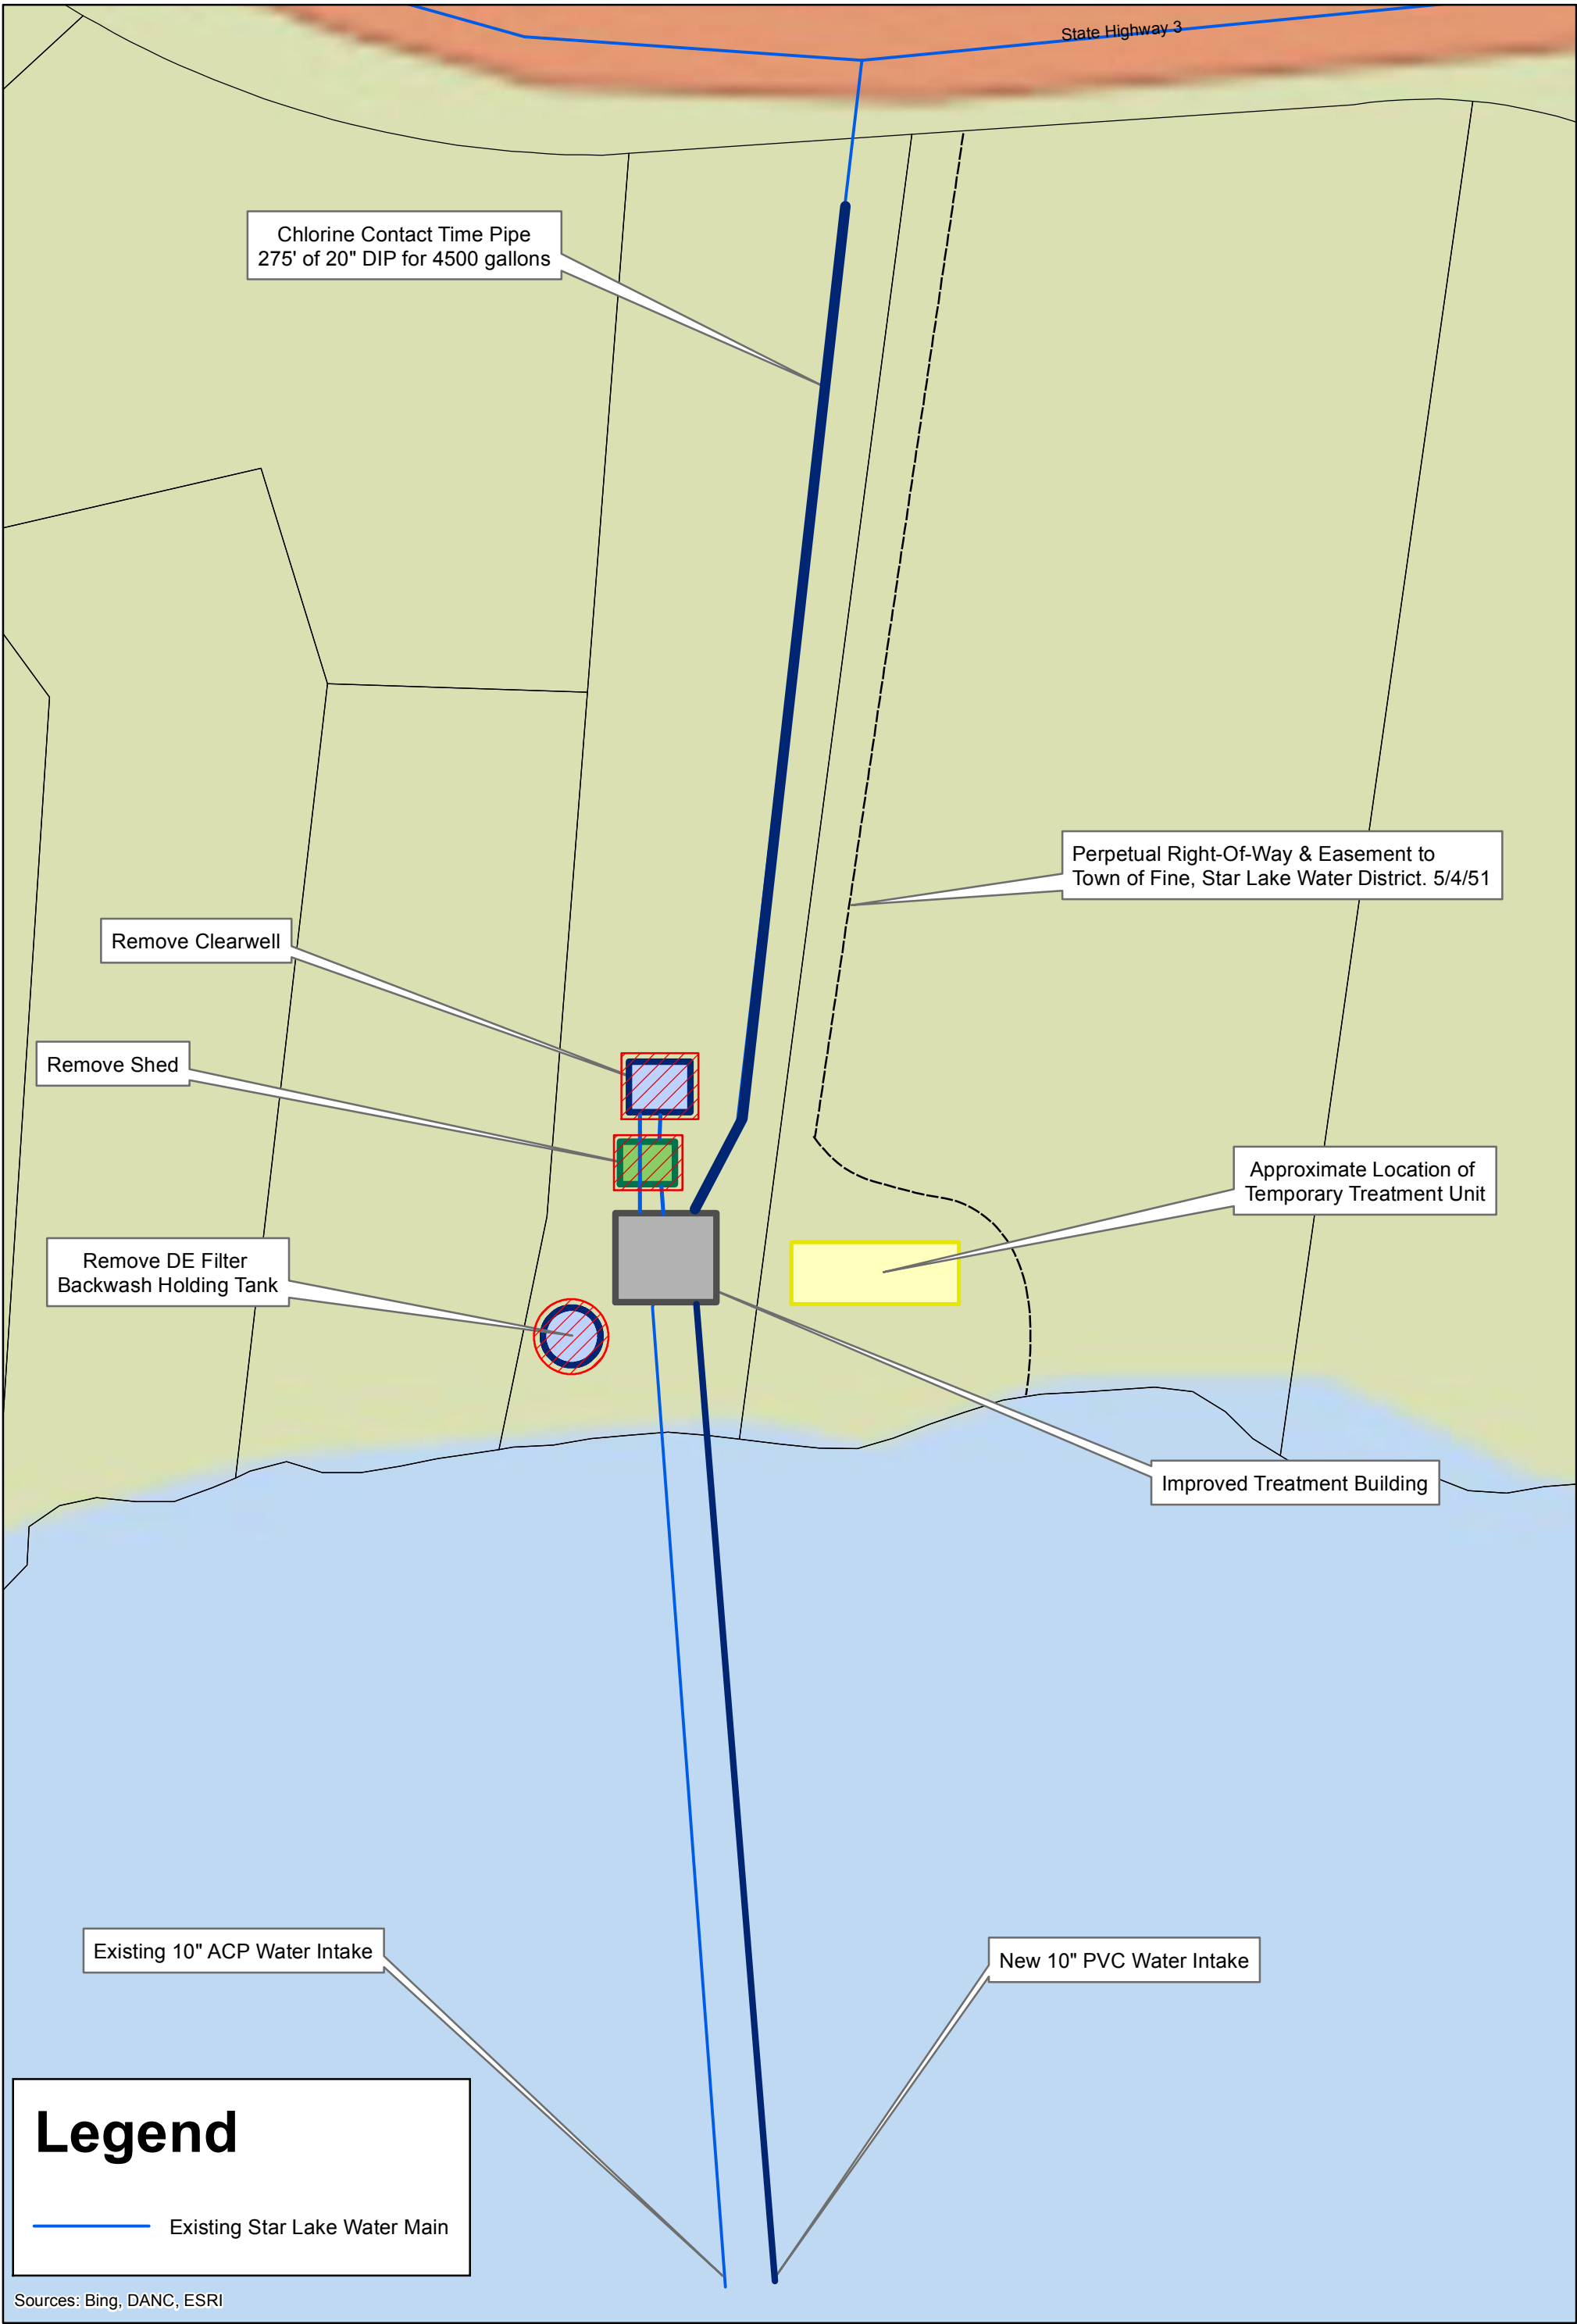 State Highway 3
Chlorine Contact Time Pipe
275' of 20" DIP for 4500 gallons
Perpetual Right-Of-Way & Easement to
Town of Fine, Star Lake Water District. 5/4/51
Remove Clearwell
Remove Shed
Approximate Location of
Temporary Treatment Unit
Remove DE Filter
Backwash Holding Tank
Improved Treatment Building
Existing 10" ACP Water Intake
New 10" PVC Water Intake
Legend
Existing Star Lake Water Main
Sources: Bing, DANC, ESRI